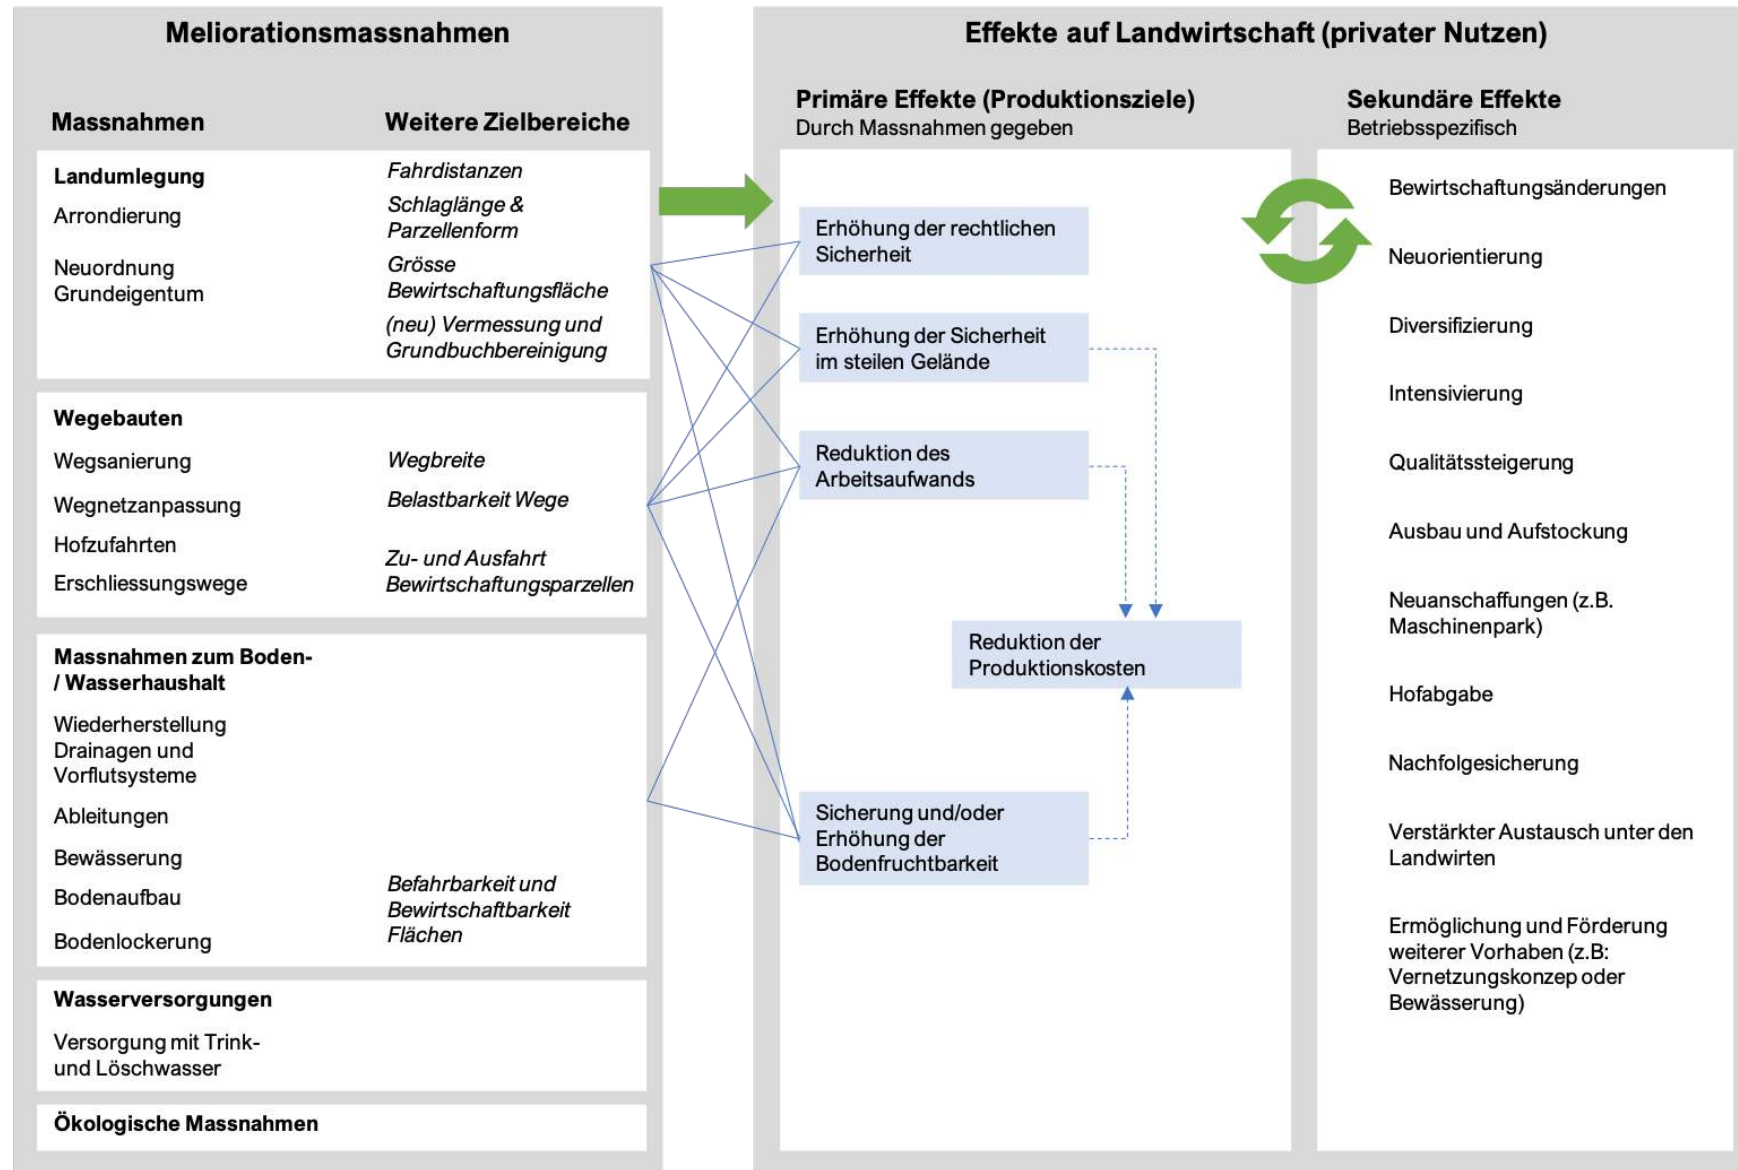 Meliorationsmassnahmen
Massnahmen
Weitere Zielbereiche
Landumlegung
Arrondierung
Neuordnung
Grundeigentum
Fahrdistanzen
Schlaglänge &
Parzellenform
Grösse
Bewirtschaftungsfläche
(neu) Vermessung und
Grundbuchbereinigung
Wegebauten
Wegsanierung
Wegnetzanpassung
Hofzufahrten
Erschliessungswege
Wegbreite
Belastbarkeit Wege
Zu- und Ausfahrt
Bewirtschaftungsparzellen
Massnahmen zum Boden-
/ Wasserhaushalt
Wiederherstellung
Drainagen und
Vorflutsysteme
Ableitungen
Bewässerung
Bodenaufbau
Bodenlockerung
Befahrbarkeit und
Bewirtschaftbarkeit
Flächen
Wasserversorgungen
Versorgung mit Trink-
und Löschwasser
Ökologische Massnahmen
Effekte auf Landwirtschaft (privater Nutzen)
Primäre Effekte (Produktionsziele)
Durch Massnahmen gegeben
Erhöhung der rechtlichen
Sicherheit
Erhöhung der Sicherheit
im steilen Gelände
Reduktion des
Arbeitsaufwands
Reduktion der
Produktionskosten
Sicherung und/oder
Erhöhung der
Bodenfruchtbarkeit
Sekundäre Effekte
Betriebsspezifisch
Bewirtschaftungsänderungen
Neuorientierung
Diversifizierung
Intensivierung
Qualitätssteigerung
Ausbau und Aufstockung
Neuanschaffungen (z.B.
Maschinenpark)
Hofabgabe
Nachfolgesicherung
Verstärkter Austausch unter den
Landwirten
Ermöglichung und Förderung
weiterer Vorhaben (z.B:
Vernetzungskonzep oder
Bewässerung)